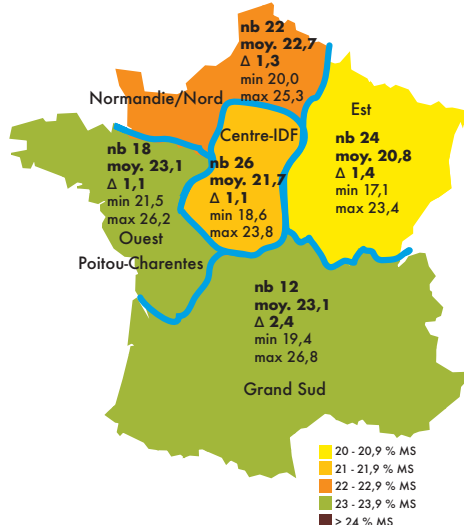 nb 22
moy. 22,7
Δ 1,3
min 20,0
max 25,3
Normandie/Nord
Est
nb 24
moy. 20,8
Δ 1,4
min 17,1
max 23,4
Centre-IDF
nb 26
moy. 21,7
Δ 1,1
min 18,6
max 23,8
nb 18
moy. 23,1
Δ 1,1
min 21,5
max 26,2
Ouest
Poitou-Charentes
nb 12
moy. 23,1
Δ 2,4
min 19,4
max 26,8
Grand Sud
20 - 20,9 % MS
21 - 21,9 % MS
22 - 22,9 % MS
23 - 23,9 % MS
> 24 % MS